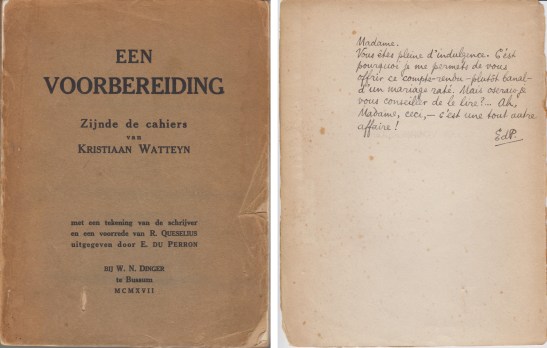 EEN
VOORBEREIDING
Zijnde de cahiers
van
KRISTIAAN WATTEYN
met een tekening van de schrijver
en een voorrede van R. QUESELIUS
uitgegeven door E. DU PERRON
BIJ W. N. DINGER
te Bussum
MCMXVII
Madame.
Vous êtes pleine d'indulgence. C'est
pourquoi je me permets de vous
offrir ce compte-rendu - plutôt banal -
d'un mariage raté. Mais oserais-je
vous conseiller de le lire?... Ah,
Madame, ceci, - c'est une tout autre
affaire!
EdP.